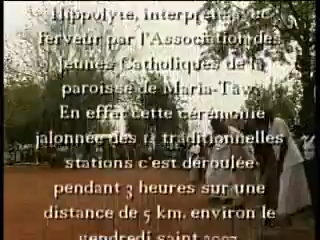 Hippolyte, interprétée avec
ferveur par l'Association des
Jeunes Catholiques de la
paroisse de Maria-Tawo
En effet cette cérémonie
jalonnée des 14 traditionnelles
stations c'est déroulée
pendant 3 heures sur une
distance de 5 km. environ le
vendredi saint 2007